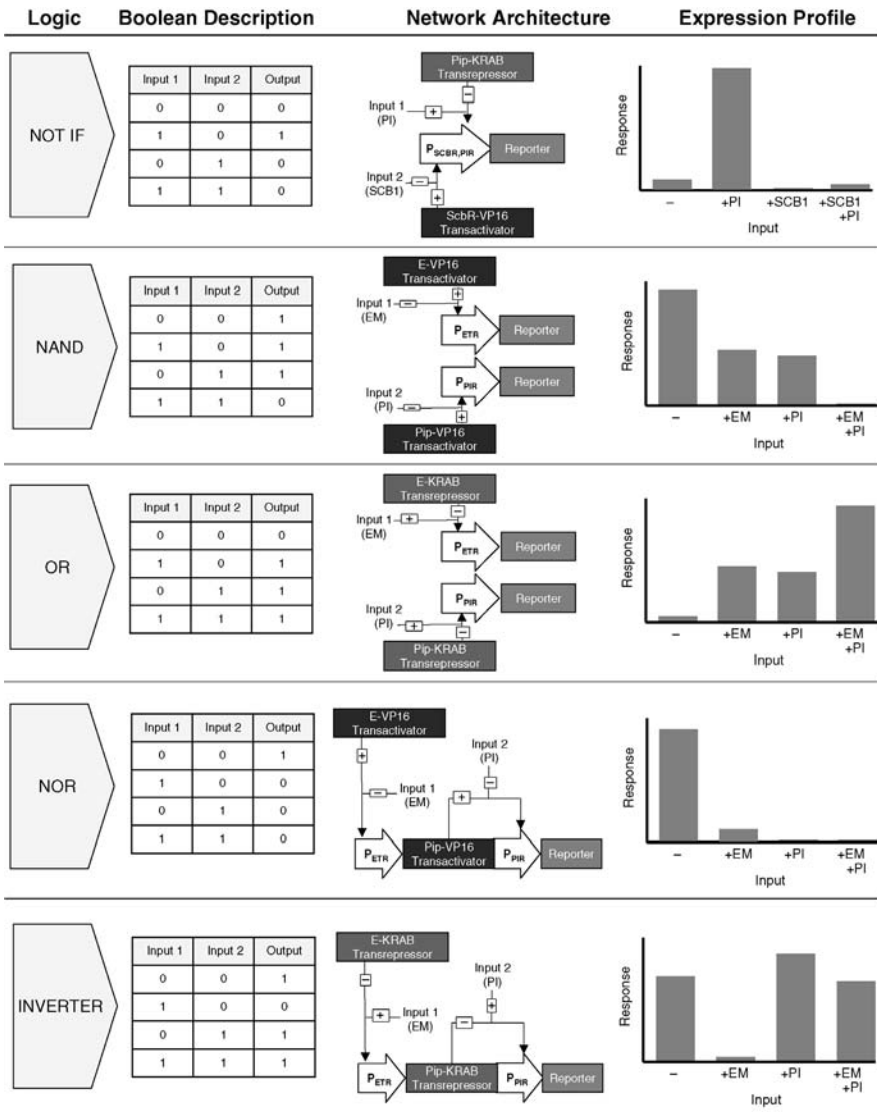 Logic Boolean Description Network Architecture Expression Profile
NOT IF
Input 1 Input 2 Output
0 0 0
1 0 1
0 1 0
1 1 0
Pip-KRAB
Transrepressor
−
Input 1
(PI)
+
P_SCBR,PIR
Reporter
Input 2
(SCB1)
−
+
ScbR-VP16
Transactivator
Response
− +PI +SCB1 +SCB1
+PI
Input
NAND
Input 1 Input 2 Output
0 0 1
1 0 1
0 1 1
1 1 0
E-VP16
Transactivator
+
Input 1
(EM)
−
P_ETR
Reporter
P_PIR
Reporter
Input 2
(PI)
−
+
Pip-VP16
Transactivator
Response
− +EM +PI +EM
+PI
Input
OR
Input 1 Input 2 Output
0 0 0
1 0 1
0 1 1
1 1 1
E-KRAB
Transrepressor
−
Input 1
(EM)
+
P_ETR
Reporter
P_PIR
Reporter
Input 2
(PI)
+
−
Pip-KRAB
Transrepressor
Response
− +EM +PI +EM
+PI
Input
NOR
Input 1 Input 2 Output
0 0 1
1 0 0
0 1 0
1 1 0
E-VP16
Transactivator
+
Input 2
(PI)
−
− Input 1
(EM)
+
P_ETR
Pip-VP16
Transactivator
P_PIR
Reporter
Response
− +EM +PI +EM
+PI
Input
INVERTER
Input 1 Input 2 Output
0 0 1
1 0 0
0 1 1
1 1 1
E-KRAB
Transrepressor
−
Input 2
(PI)
+
+ Input 1
(EM)
−
P_ETR
Pip-KRAB
Transrepressor
P_PIR
Reporter
Response
− +EM +PI +EM
+PI
Input